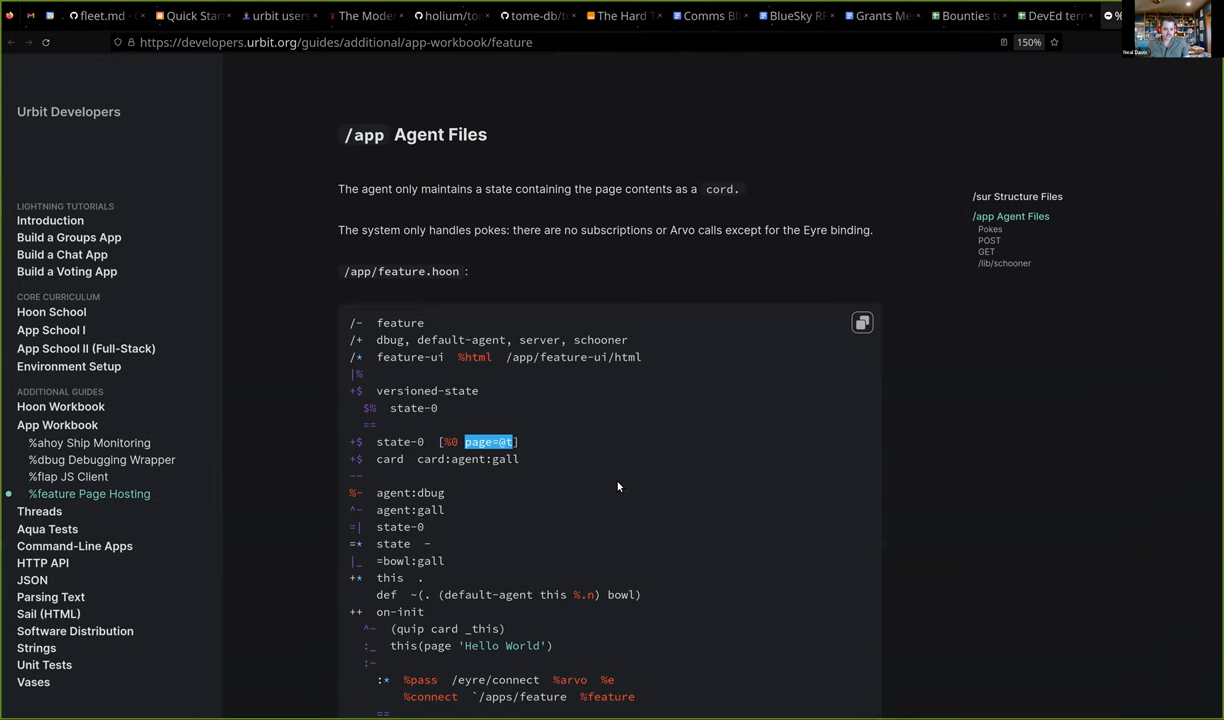 fleet.md - C
Quick Star
urbit users
The Moder
holium/to
tome-db/t
The Hard T
Comms Bl
BlueSky RF
Grants Me
Bounties t
DevEd ter
https://developers.urbit.org/guides/additional/app-workbook/feature
150%
Neal Davis
Urbit Developers
LIGHTNING TUTORIALS
Introduction
Build a Groups App
Build a Chat App
Build a Voting App
CORE CURRICULUM
Hoon School
App School I
App School II (Full-Stack)
Environment Setup
ADDITIONAL GUIDES
Hoon Workbook
App Workbook
%ahoy Ship Monitoring
%dbug Debugging Wrapper
%flap JS Client
%feature Page Hosting
Threads
Aqua Tests
Command-Line Apps
HTTP API
JSON
Parsing Text
Sail (HTML)
Software Distribution
Strings
Unit Tests
Vases
/app Agent Files
The agent only maintains a state containing the page contents as a cord.
The system only handles pokes: there are no subscriptions or Arvo calls except for the Eyre binding.
/app/feature.hoon :
/-  feature
/+  dbug, default-agent, server, schooner
/*  feature-ui  %html  /app/feature-ui/html
|%
+$  versioned-state
  $%  state-0
  ==
+$  state-0  [%0 page=@t]
+$  card  card:agent:gall
--
%-  agent:dbug
^-  agent:gall
=|  state-0
=*  state  -
|_  =bowl:gall
+*  this  .
    def  ~(. (default-agent this %.n) bowl)
++  on-init
  ^-  (quip card _this)
  :_  this(page 'Hello World')
  :~
    :*  %pass  /eyre/connect  %arvo  %e
        %connect  `/apps/feature  %feature
    ==
/sur Structure Files
/app Agent Files
Pokes
POST
GET
/lib/schooner